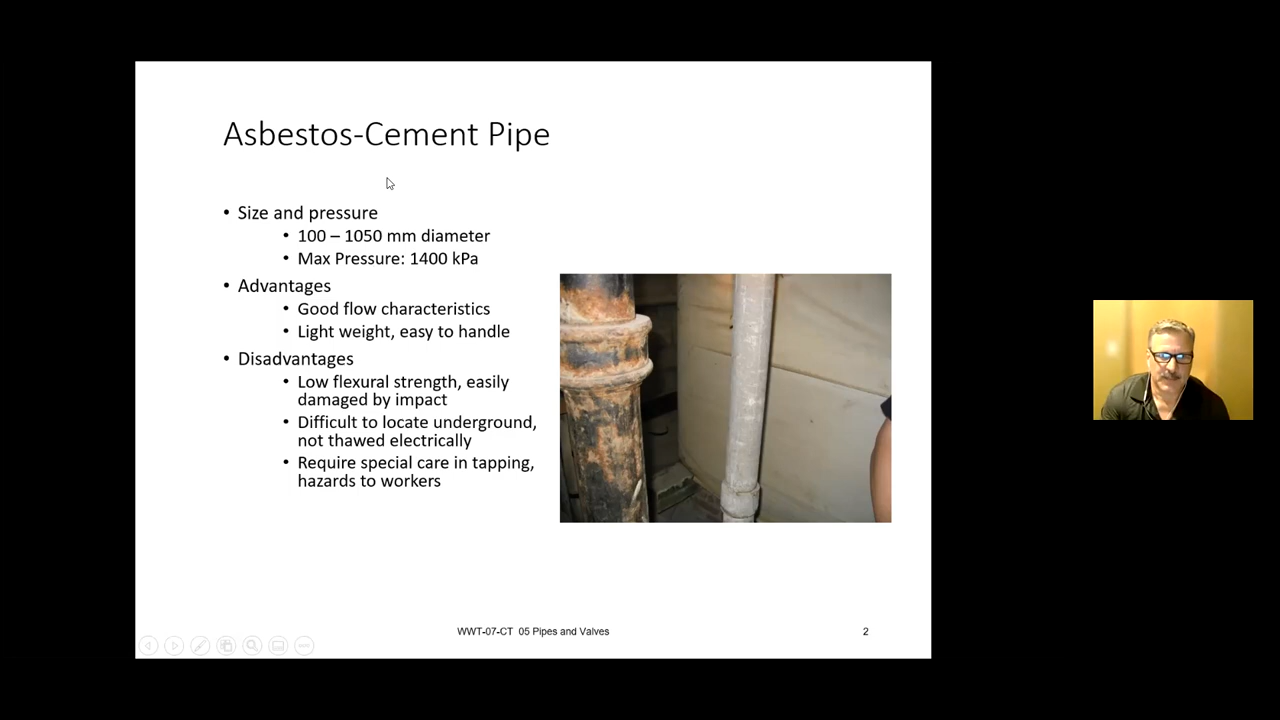 Asbestos-Cement Pipe
• Size and pressure
• 100 – 1050 mm diameter
• Max Pressure: 1400 kPa
• Advantages
• Good flow characteristics
• Light weight, easy to handle
• Disadvantages
• Low flexural strength, easily
damaged by impact
• Difficult to locate underground,
not thawed electrically
• Require special care in tapping,
hazards to workers
WWT-07-CT 05 Pipes and Valves
2